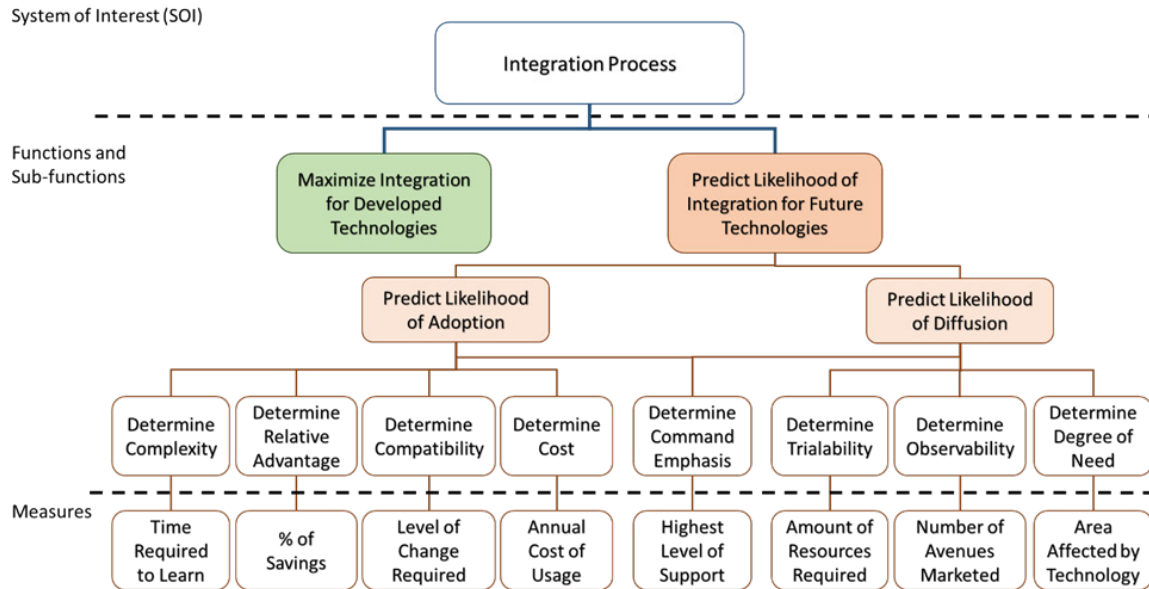 System of Interest (SOI)
Integration Process
Functions and
Sub-functions
Maximize Integration
for Developed
Technologies
Predict Likelihood of
Integration for Future
Technologies
Predict Likelihood
of Adoption
Predict Likelihood
of Diffusion
Determine
Complexity
Determine
Relative
Advantage
Determine
Compatibility
Determine
Cost
Determine
Command
Emphasis
Determine
Trialability
Determine
Observability
Determine
Degree of
Need
Measures
Time
Required
to Learn
% of
Savings
Level of
Change
Required
Annual
Cost of
Usage
Highest
Level of
Support
Amount of
Resources
Required
Number of
Avenues
Marketed
Area
Affected by
Technology